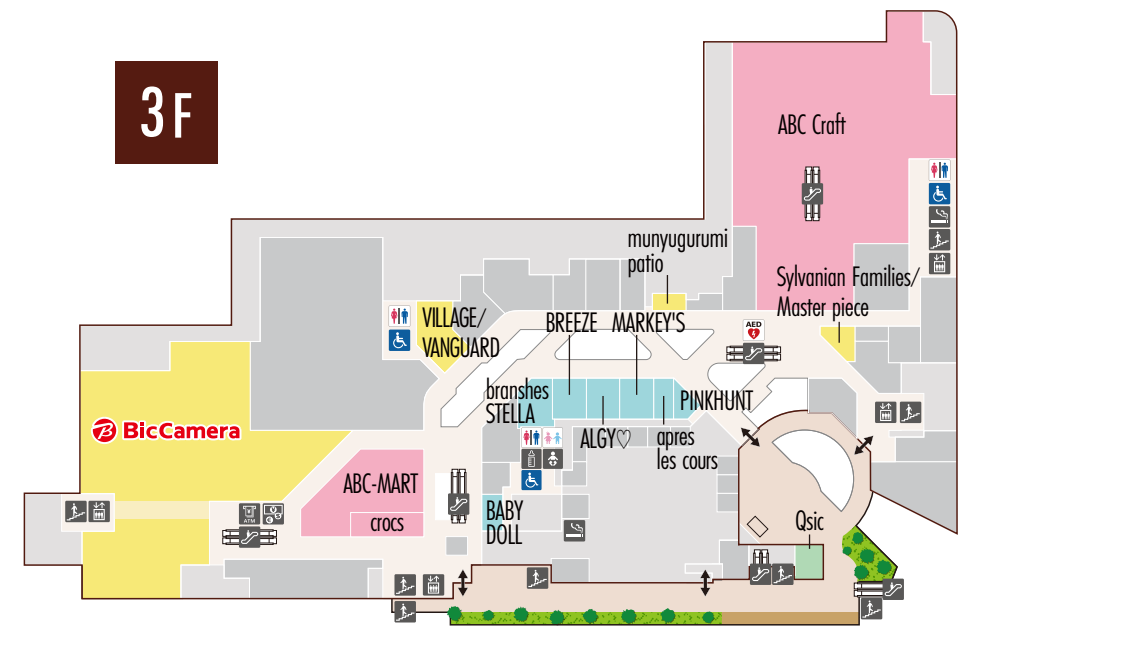 3F
ABC Craft
munyugurumi
patio
Sylvanian Families/
Master piece
VILLAGE/
VANGUARD
BREEZE
MARKEY'S
AED
branshes
STELLA
PINKHUNT
ALGY♡
apres
les cours
BicCamera
ABC-MART
crocs
BABY
DOLL
ATM
Qsic